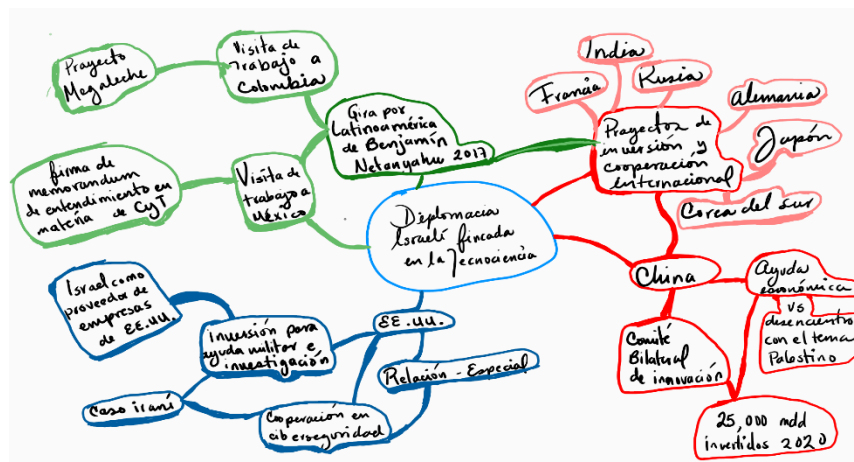 Proyecto
Megaleche
Visita de
trabajo a
Colombia
Gira por
Latinoamérica
de Benjamín
Netanyahu 2017
firma de
memorandum
de entendimiento en
materia de CyT
Visita
de
trabajo a
México
India
Francia
Rusia
Alemania
Japón
Corea del Sur
Proyectos de
inversión y
cooperación
internacional
Diplomacia
Israelí fincada
en la Tecnociencia
China
Ayuda
económica
vs
desencuentro
con el tema
Palestino
Comité
Bilateral
de innovación
25,000 mdd
invertidos 2020
Israel como
proveedor de
empresas
de EE.UU.
Inversión para
ayuda militar e
investigación
EE.UU.
Relación-Especial
Caso iraní
Cooperación en
ciberseguridad